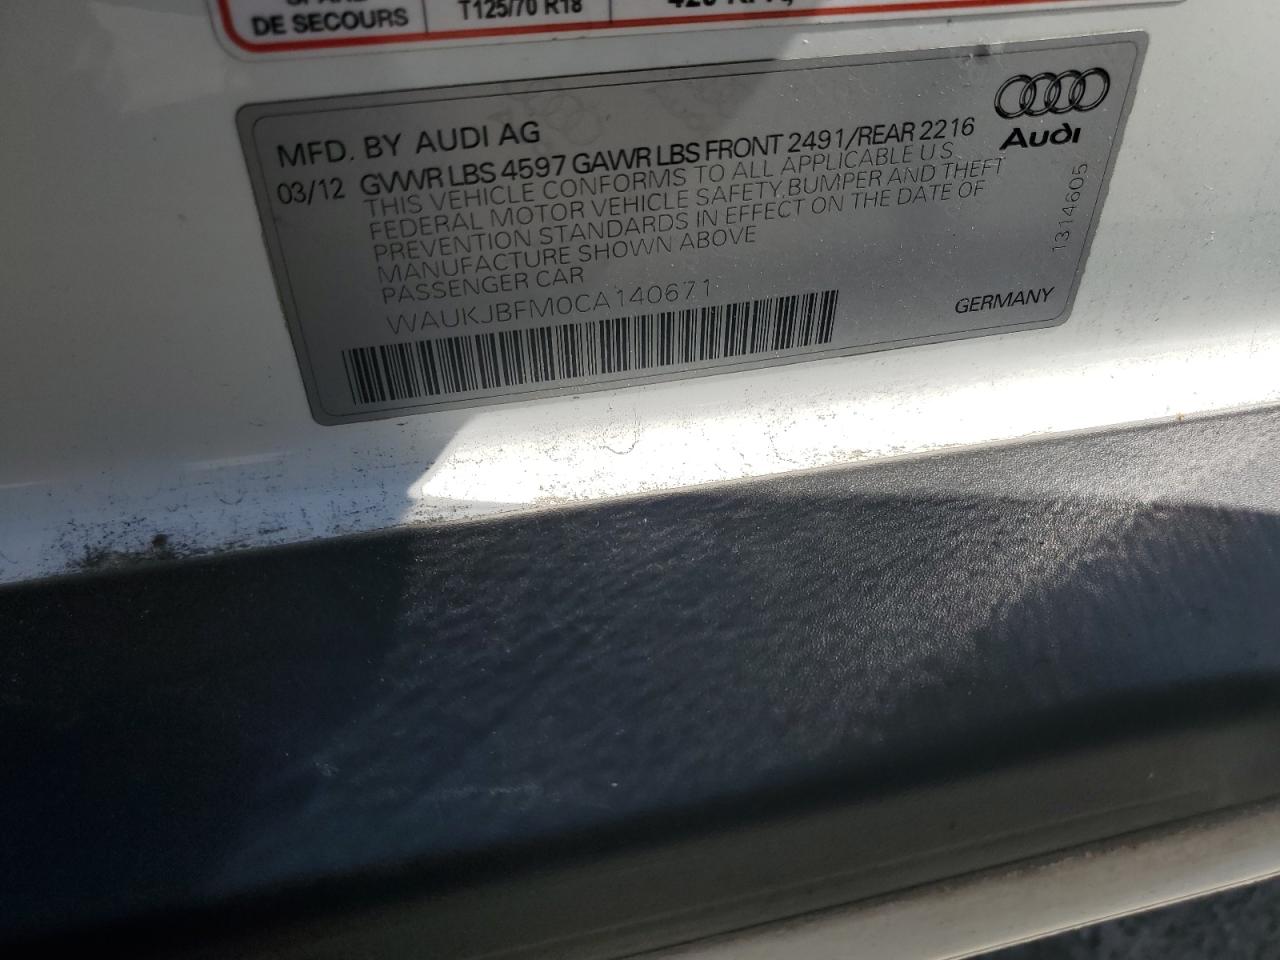 DE SECOURS
T125/70 R18
MFD. BY AUDI AG
03/12 GVWR LBS 4597 GAWR LBS FRONT 2491/REAR 2216
THIS VEHICLE CONFORMS TO ALL APPLICABLE U.S.
FEDERAL MOTOR VEHICLE SAFETY,BUMPER AND THEFT
PREVENTION STANDARDS IN EFFECT ON THE DATE OF
MANUFACTURE SHOWN ABOVE
PASSENGER CAR
WAUKJBFM0CA140671
Audi
1314605
GERMANY